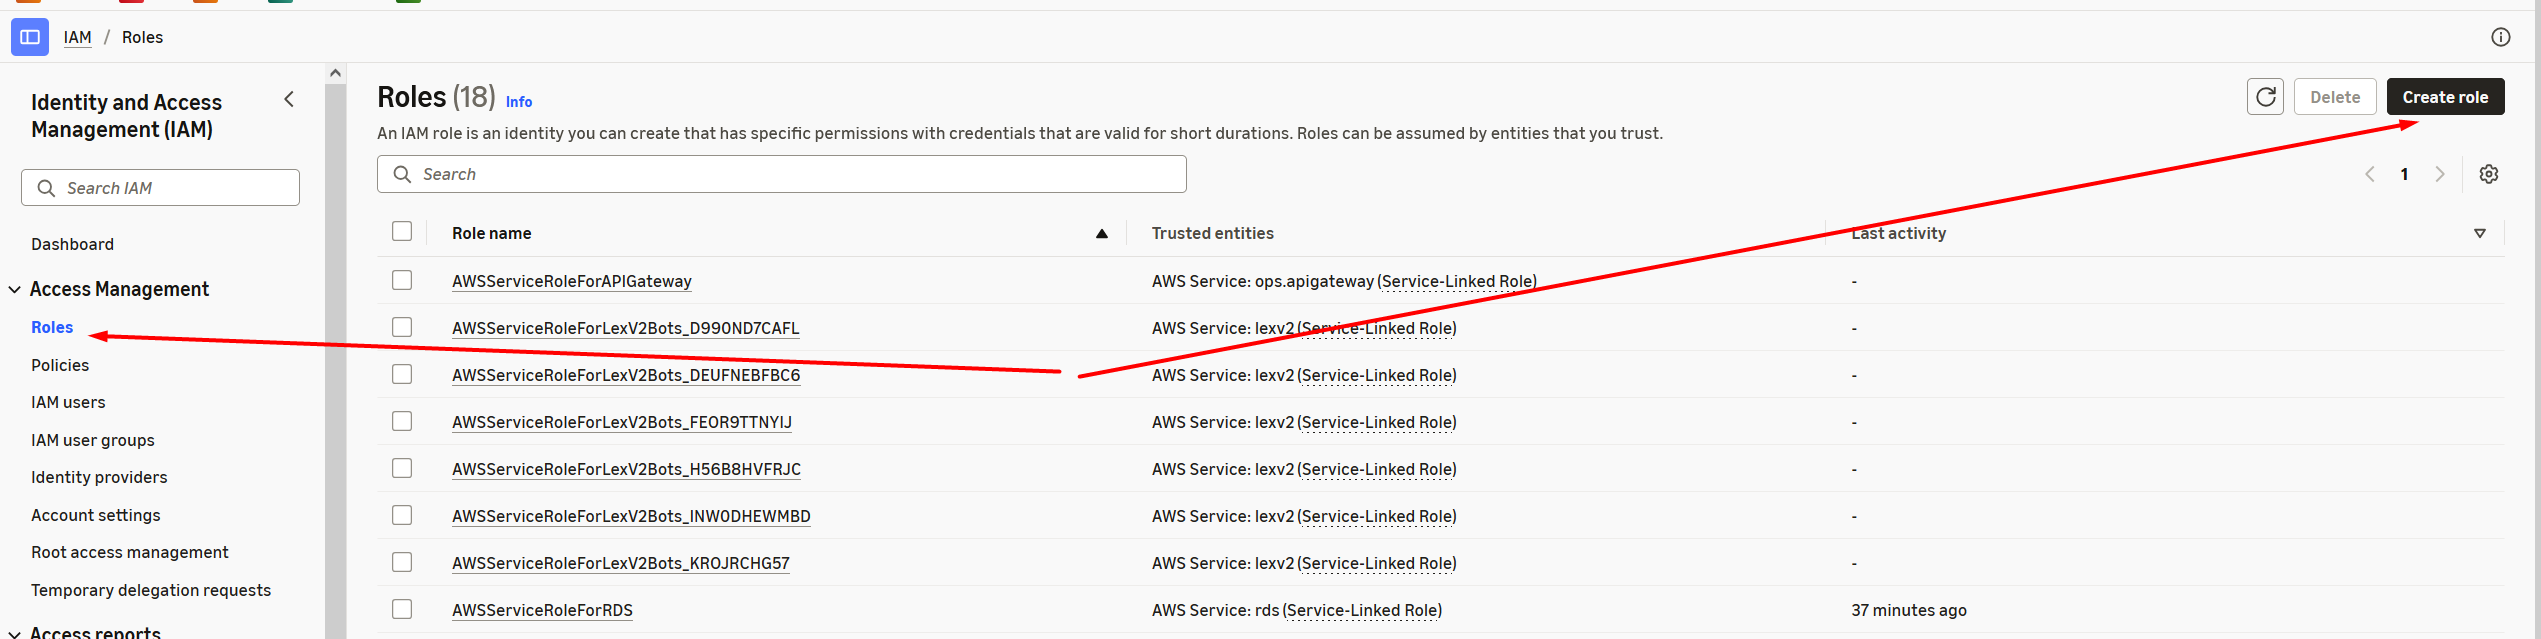 IAM / Roles
Identity and Access
Management (IAM)
Search IAM
Dashboard
Access Management
Roles
Policies
IAM users
IAM user groups
Identity providers
Account settings
Root access management
Temporary delegation requests
Access reports
Roles (18) Info
Delete
Create role
An IAM role is an identity you can create that has specific permissions with credentials that are valid for short durations. Roles can be assumed by entities that you trust.
Search
1
Role name Trusted entities Last activity
AWSServiceRoleForAPIGateway AWS Service: ops.apigateway (Service-Linked Role) -
AWSServiceRoleForLexV2Bots_D990ND7CAFL AWS Service: lexv2 (Service-Linked Role) -
AWSServiceRoleForLexV2Bots_DEUFNEBFBC6 AWS Service: lexv2 (Service-Linked Role) -
AWSServiceRoleForLexV2Bots_FEOR9TTNYIJ AWS Service: lexv2 (Service-Linked Role) -
AWSServiceRoleForLexV2Bots_H56B8HVFRJC AWS Service: lexv2 (Service-Linked Role) -
AWSServiceRoleForLexV2Bots_INWODHEWMBD AWS Service: lexv2 (Service-Linked Role) -
AWSServiceRoleForLexV2Bots_KROJRCHG57 AWS Service: lexv2 (Service-Linked Role) -
AWSServiceRoleForRDS AWS Service: rds (Service-Linked Role) 37 minutes ago